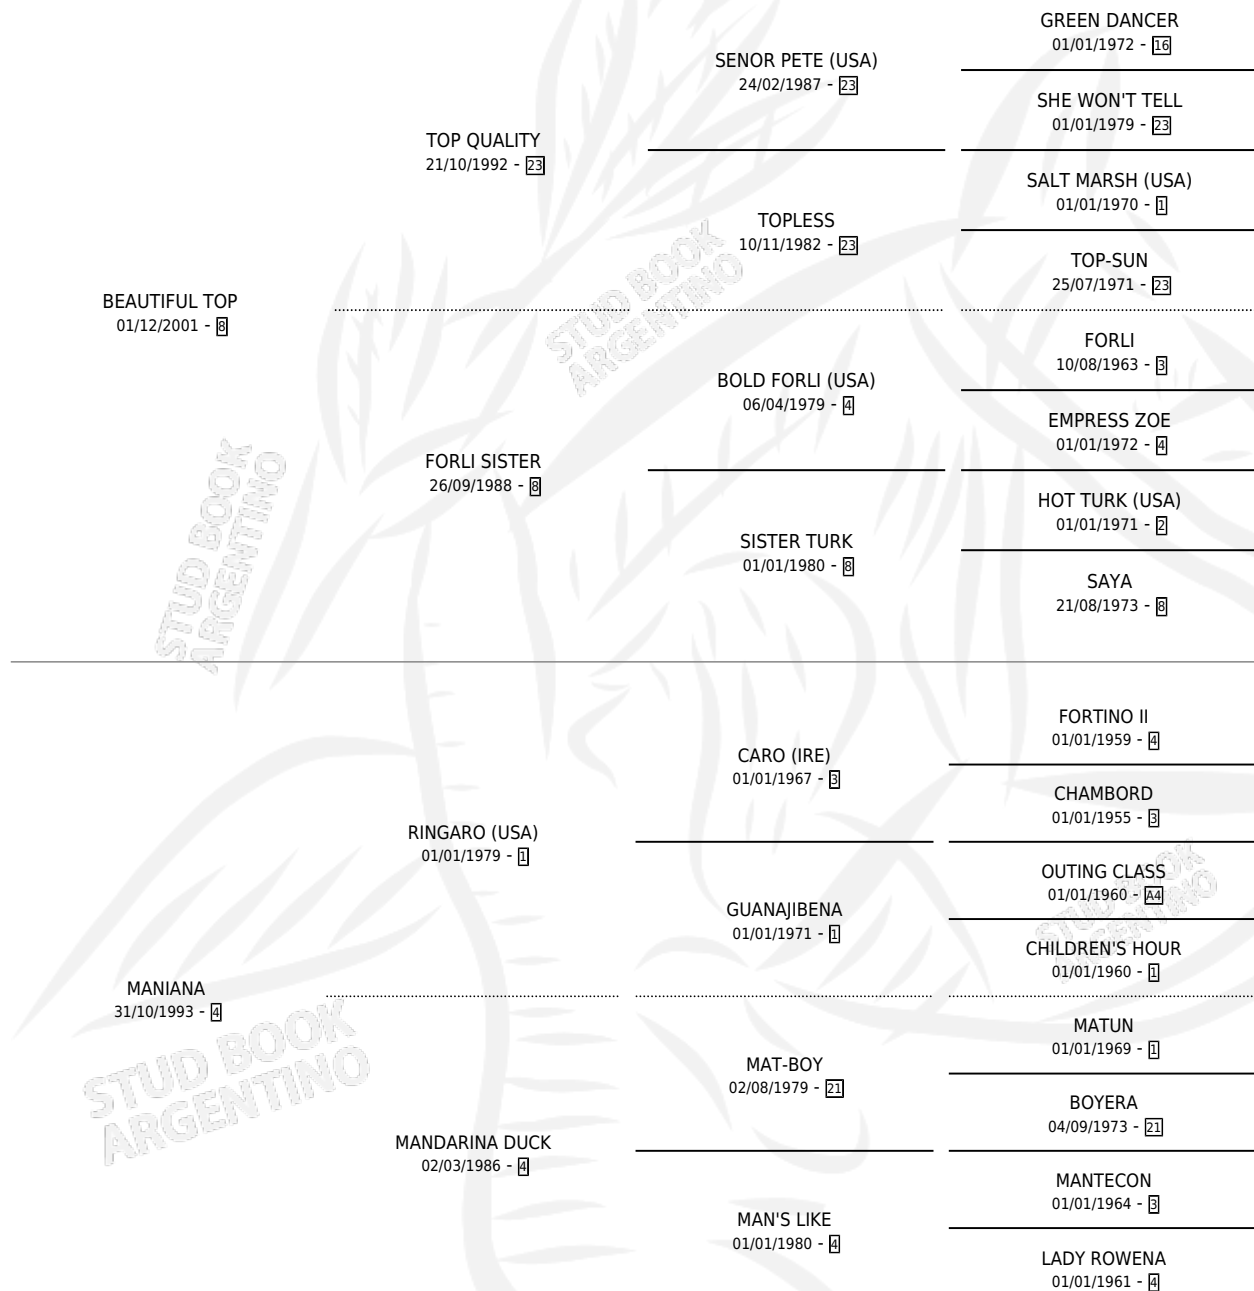 BEAUTIFUL TOP
01/12/2001 - 8
TOP QUALITY
21/10/1992 - 23
FORLI SISTER
26/09/1988 - 8
SENOR PETE (USA)
24/02/1987 - 23
TOPLESS
10/11/1982 - 23
BOLD FORLI (USA)
06/04/1979 - 4
SISTER TURK
01/01/1980 - 8
GREEN DANCER
01/01/1972 - 16
SHE WON'T TELL
01/01/1979 - 23
SALT MARSH (USA)
01/01/1970 - 1
TOP-SUN
25/07/1971 - 23
FORLI
10/08/1963 - 3
EMPRESS ZOE
01/01/1972 - 4
HOT TURK (USA)
01/01/1971 - 2
SAYA
21/08/1973 - 8
MANIANA
31/10/1993 - 4
RINGARO (USA)
01/01/1979 - 1
MANDARINA DUCK
02/03/1986 - 4
CARO (IRE)
01/01/1967 - 3
GUANAJIBENA
01/01/1971 - 1
MAT-BOY
02/08/1979 - 21
MAN'S LIKE
01/01/1980 - 4
FORTINO II
01/01/1959 - 4
CHAMBORD
01/01/1955 - 3
OUTING CLASS
01/01/1960 - A4
CHILDREN'S HOUR
01/01/1960 - 1
MATUN
01/01/1969 - 1
BOYERA
04/09/1973 - 21
MANTECON
01/01/1964 - 3
LADY ROWENA
01/01/1961 - 4
STUD BOOK
ARGENTINO
STUD BOOK
ARGENTINO
STUD BOOK
ARGENTINO
STUD BOOK
ARGENTINO